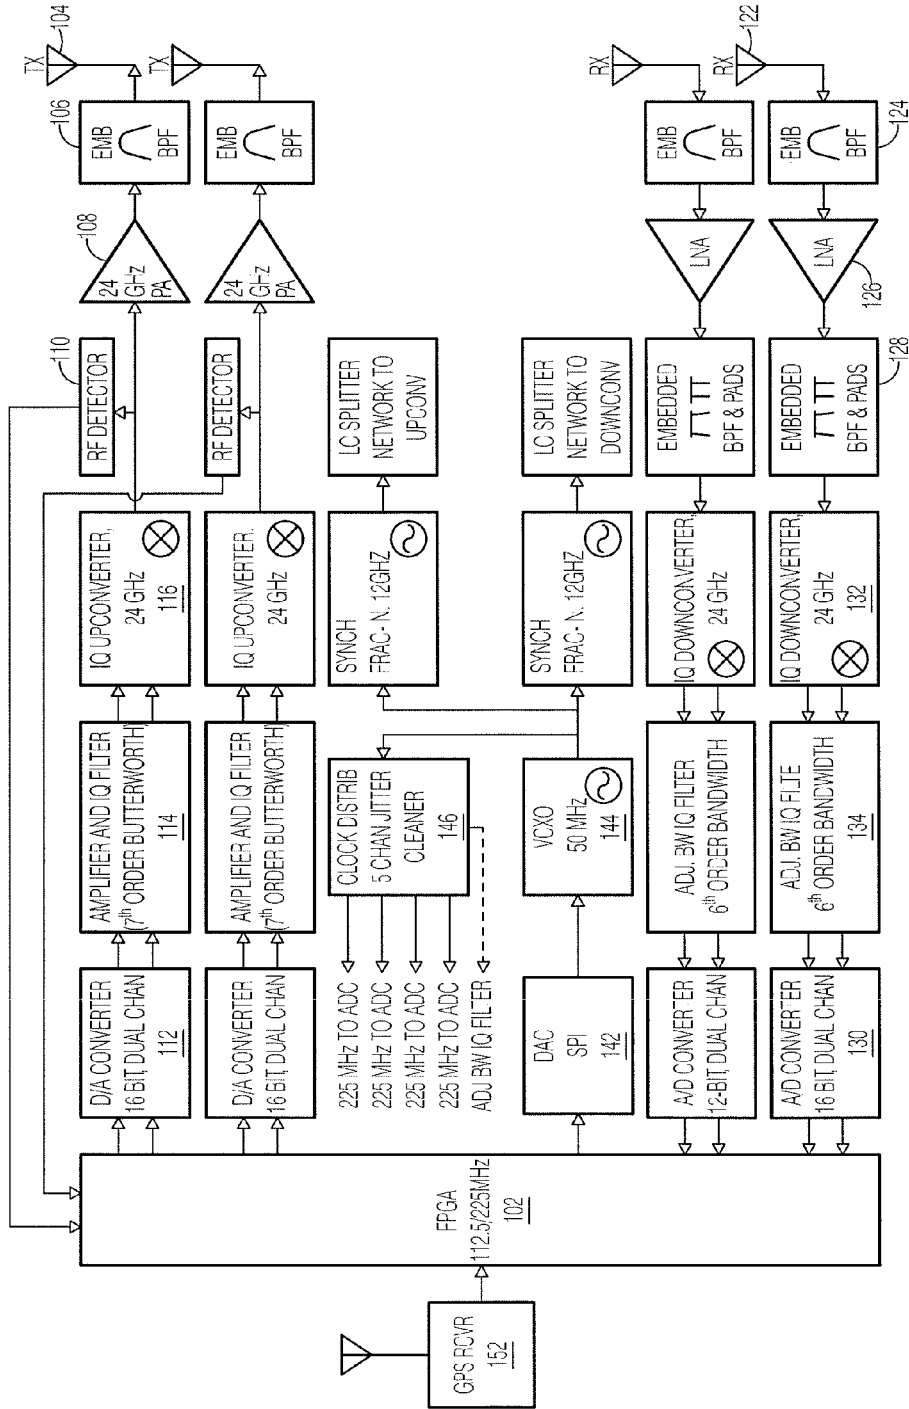 TX
104
TX
106
EMB
BPF
EMB
BPF
108
24
GHz
PA
24
GHz
PA
110
RF DETECTOR
RF DETECTOR
IQ UPCONVERTER,
24 GHz
116
IQ UPCONVERTER,
24 GHz
AMPLIFIER AND IQ FILTER
(7th ORDER BUTTERWORTH)
114
AMPLIFIER AND IQ FILTER
(7th ORDER BUTTERWORTH)
D/A CONVERTER
16 BIT, DUAL CHAN
112
D/A CONVERTER
16 BIT, DUAL CHAN
LC SPLITTER
NETWORK TO
UPCONV
SYNCH
FRAC- N. 12GHZ
CLOCK DISTRIB
5 CHAN JITTER
CLEANER
146
225 MHz TO ADC
225 MHz TO ADC
225 MHz TO ADC
225 MHz TO ADC
ADJ BW IQ FILTER
LC SPLITTER
NETWORK TO
DOWNCONV
SYNCH
FRAC- N. 12GHZ
VCXO
50 MHz
144
DAC
SPI
142
FPGA
112.5/225MHz
102
GPS RCVR
152
RX
RX
122
EMB
BPF
EMB
BPF
124
LNA
LNA
126
EMBEDDED
BPF & PADS
EMBEDDED
BPF & PADS
128
IQ DOWNCONVERTER,
24 GHz
IQ DOWNCONVERTER,
24 GHz
132
ADJ. BW IQ FILTER
6th ORDER BANDWIDTH
ADJ. BW IQ FILTE
6th ORDER BANDWIDTH
134
A/D CONVERTER
12-BIT, DUAL CHAN
A/D CONVERTER
16 BIT, DUAL CHAN
130